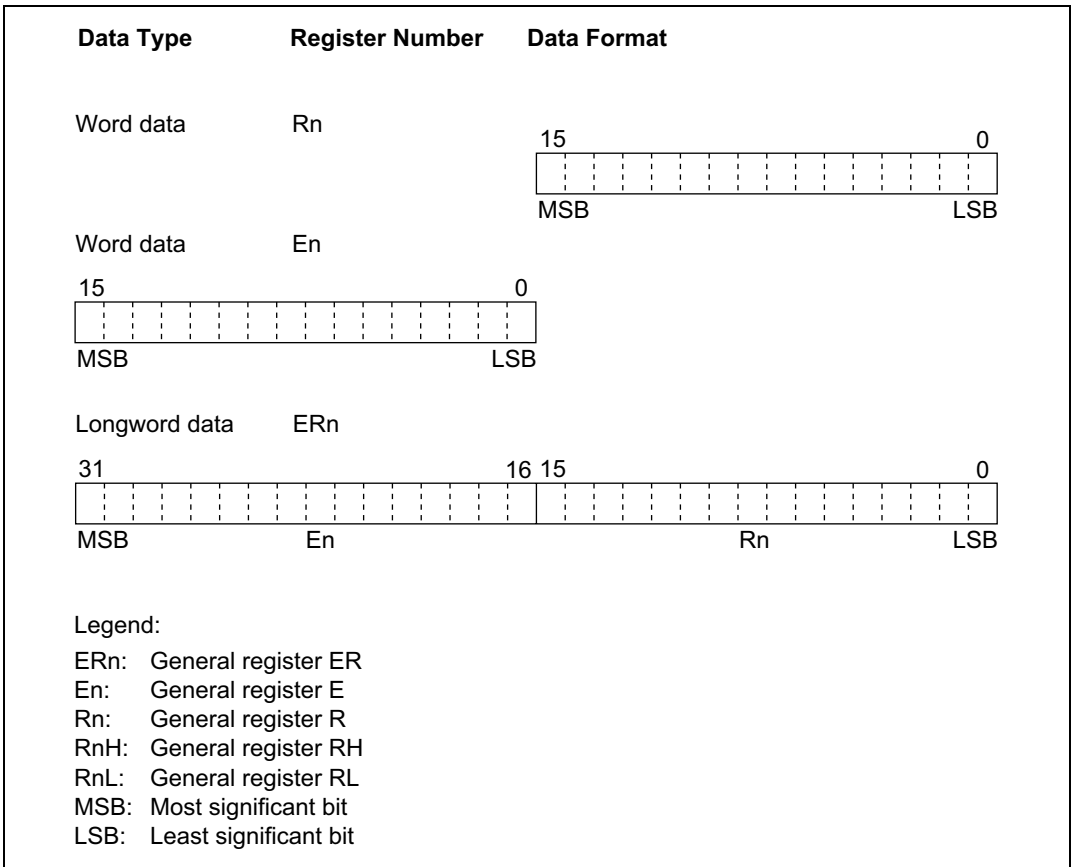 Data Type Register Number Data Format
Word data Rn
15 0
MSB LSB
Word data En
15 0
MSB LSB
Longword data ERn
31 16 15 0
MSB En Rn LSB
Legend:
ERn: General register ER
En: General register E
Rn: General register R
RnH: General register RH
RnL: General register RL
MSB: Most significant bit
LSB: Least significant bit